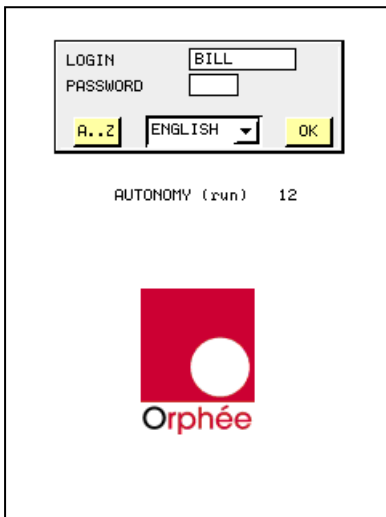 LOGIN BILL
PASSWORD
A..Z ENGLISH OK
AUTONOMY (run) 12
Orphée